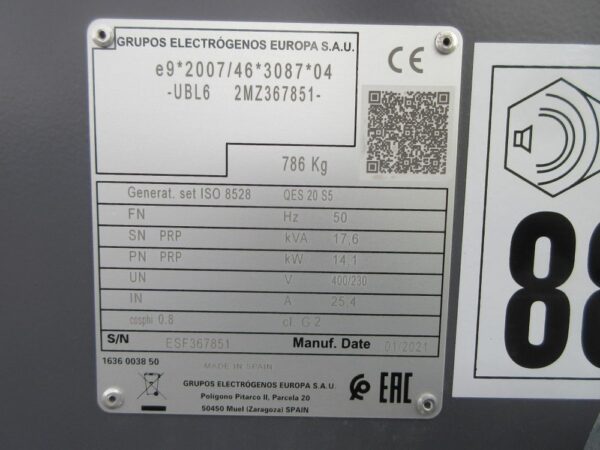 GRUPOS ELECTRÓGENOS EUROPA S.A.U.
CE
e9*2007/46*3087*04
-UBL6 2MZ367851-
786 Kg
Generat. set ISO 8528 QES 20 S5
FN Hz 50
SN PRP kVA 17,6
PN PRP kW 14,1
UN V 400/230
IN A 25,4
cosphi 0.8 cl. G2
S/N ESF367851 Manuf. Date 01/2021
1636 0038 50
MADE IN SPAIN
GRUPOS ELECTRÓGENOS EUROPA S.A.U
Polígono Pitarco II, Parcela 20
50450 Muel (Zaragoza) SPAIN
EAC
88